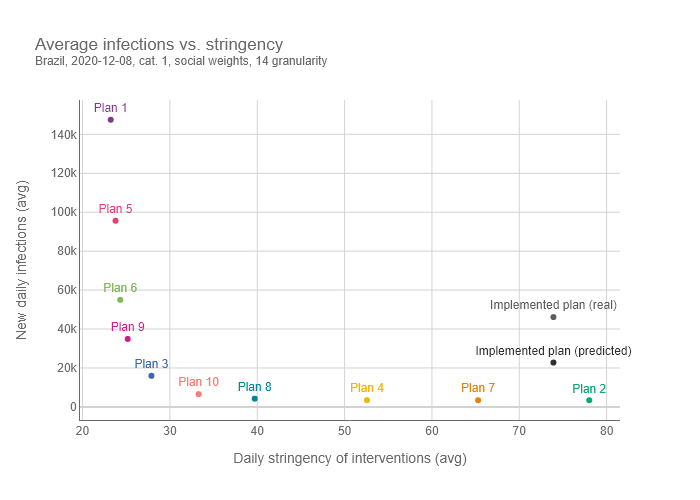 Average infections vs. stringency
Brazil, 2020-12-08, cat. 1, social weights, 14 granularity
Plan 1
140k
120k
Plan 5
100k
80k
Plan 6
60k
Implemented plan (real)
Plan 9
40k
Implemented plan (predicted)
Plan 3
20k
Plan 10
Plan 8
Plan 4
Plan 7
Plan 2
0
20
30
40
50
60
70
80
New daily infections (avg)
Daily stringency of interventions (avg)